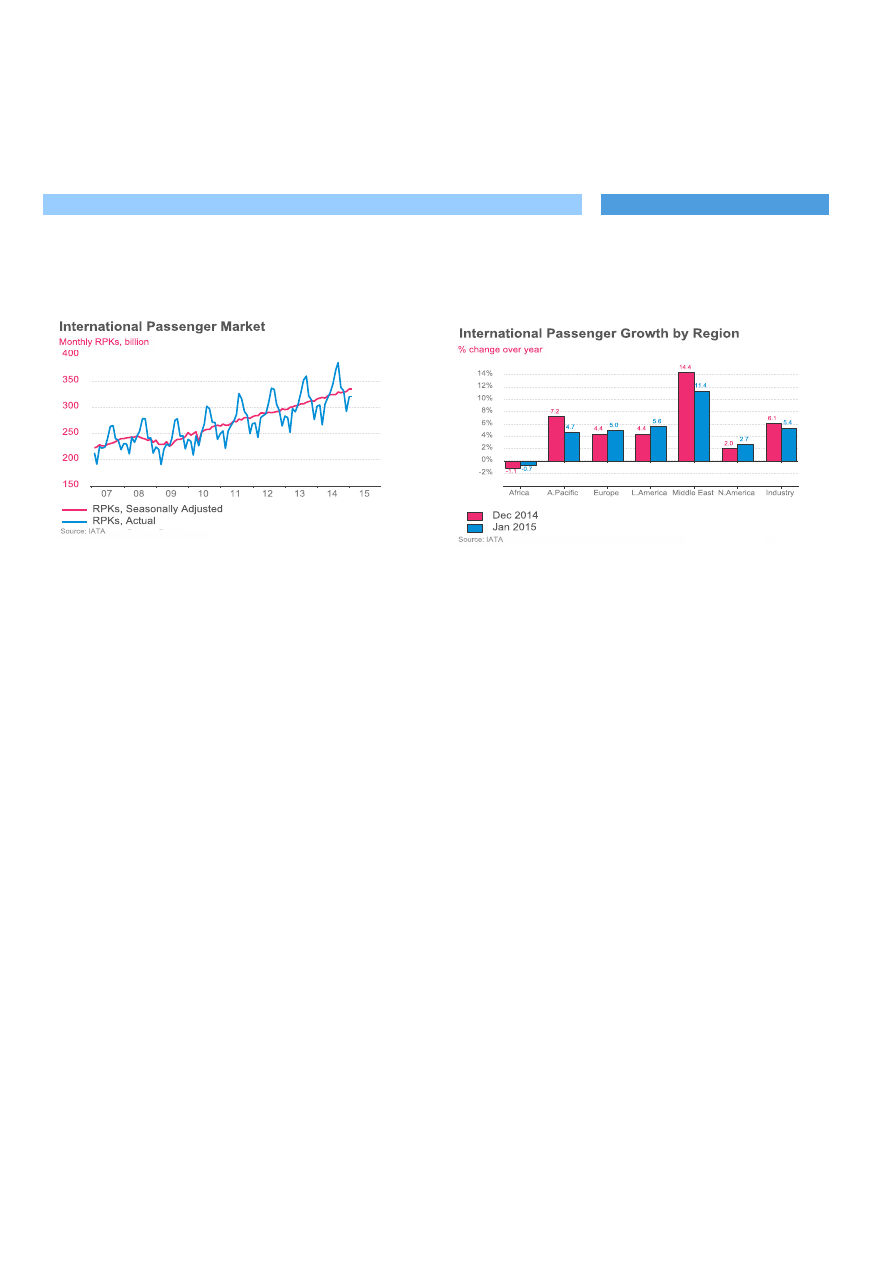 International Passenger Market
Monthly RPKs, billion
400
350
300
250
200
150
07 08 09 10 11 12 13 14 15
RPKs, Seasonally Adjusted
RPKs, Actual
Source: IATA
International Passenger Growth by Region
% change over year
14%
12%
10%
8%
6%
4%
2%
0%
-2%
-1.1 -0.7 7.2 4.7 4.4 5.0 4.4 5.6 14.4 11.4 2.0 2.7 6.1 5.4
Africa A.Pacific Europe L.America Middle East N.America Industry
Dec 2014
Jan 2015
Source: IATA